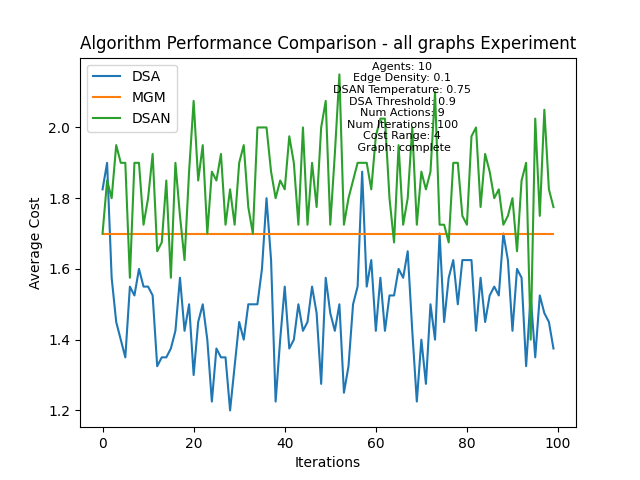 Algorithm Performance Comparison - all graphs Experiment
DSA
MGM
DSAN
Agents: 10
Edge Density: 0.1
DSAN Temperature: 0.75
DSA Threshold: 0.9
Num Actions: 9
Num Iterations: 100
Cost Range: 4
Graph: complete
Average Cost
2.0
1.8
1.6
1.4
1.2
0
20
40
60
80
100
Iterations